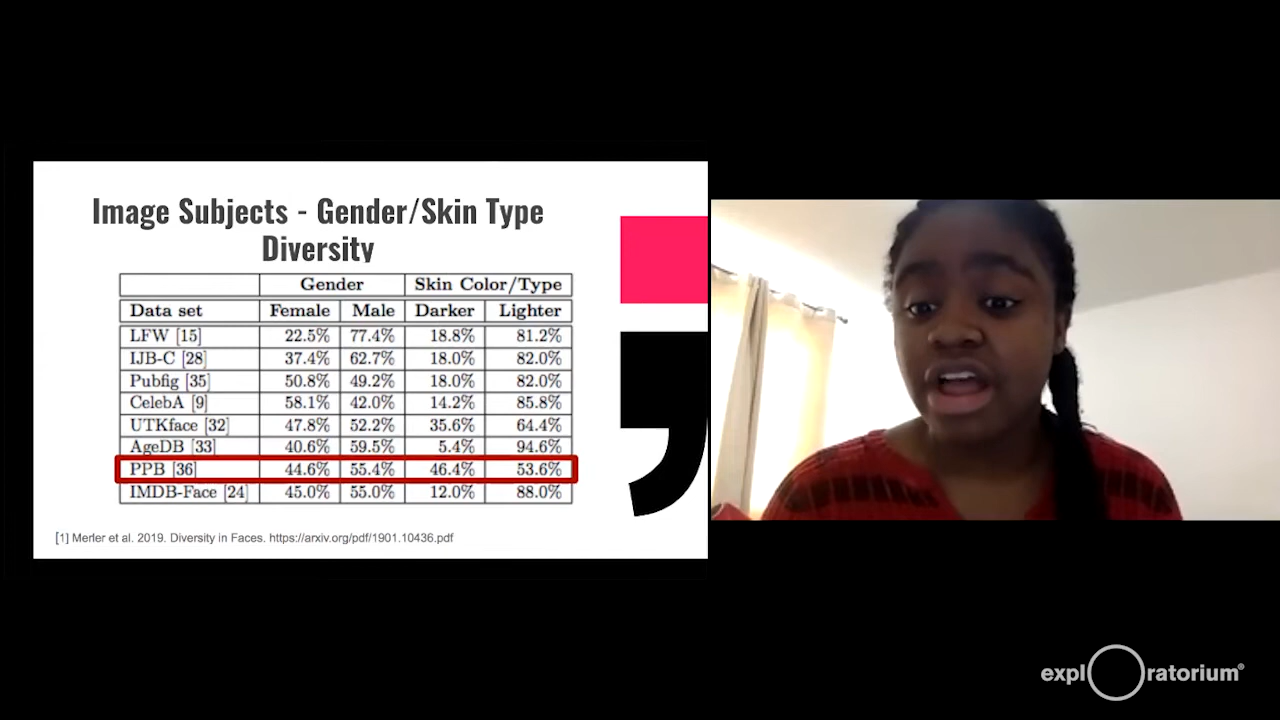 Image Subjects - Gender/Skin Type
Diversity
Gender Skin Color/Type
Data set Female Male Darker Lighter
LFW [15] 22.5% 77.4% 18.8% 81.2%
IJB-C [28] 37.4% 62.7% 18.0% 82.0%
Pubfig [35] 50.8% 49.2% 18.0% 82.0%
CelebA [9] 58.1% 42.0% 14.2% 85.8%
UTKface [32] 47.8% 52.2% 35.6% 64.4%
AgeDB [33] 40.6% 59.5% 5.4% 94.6%
PPB [36] 44.6% 55.4% 46.4% 53.6%
IMDB-Face [24] 45.0% 55.0% 12.0% 88.0%
[1] Merler et al. 2019. Diversity in Faces. https://arxiv.org/pdf/1901.10436.pdf
explOratorium®